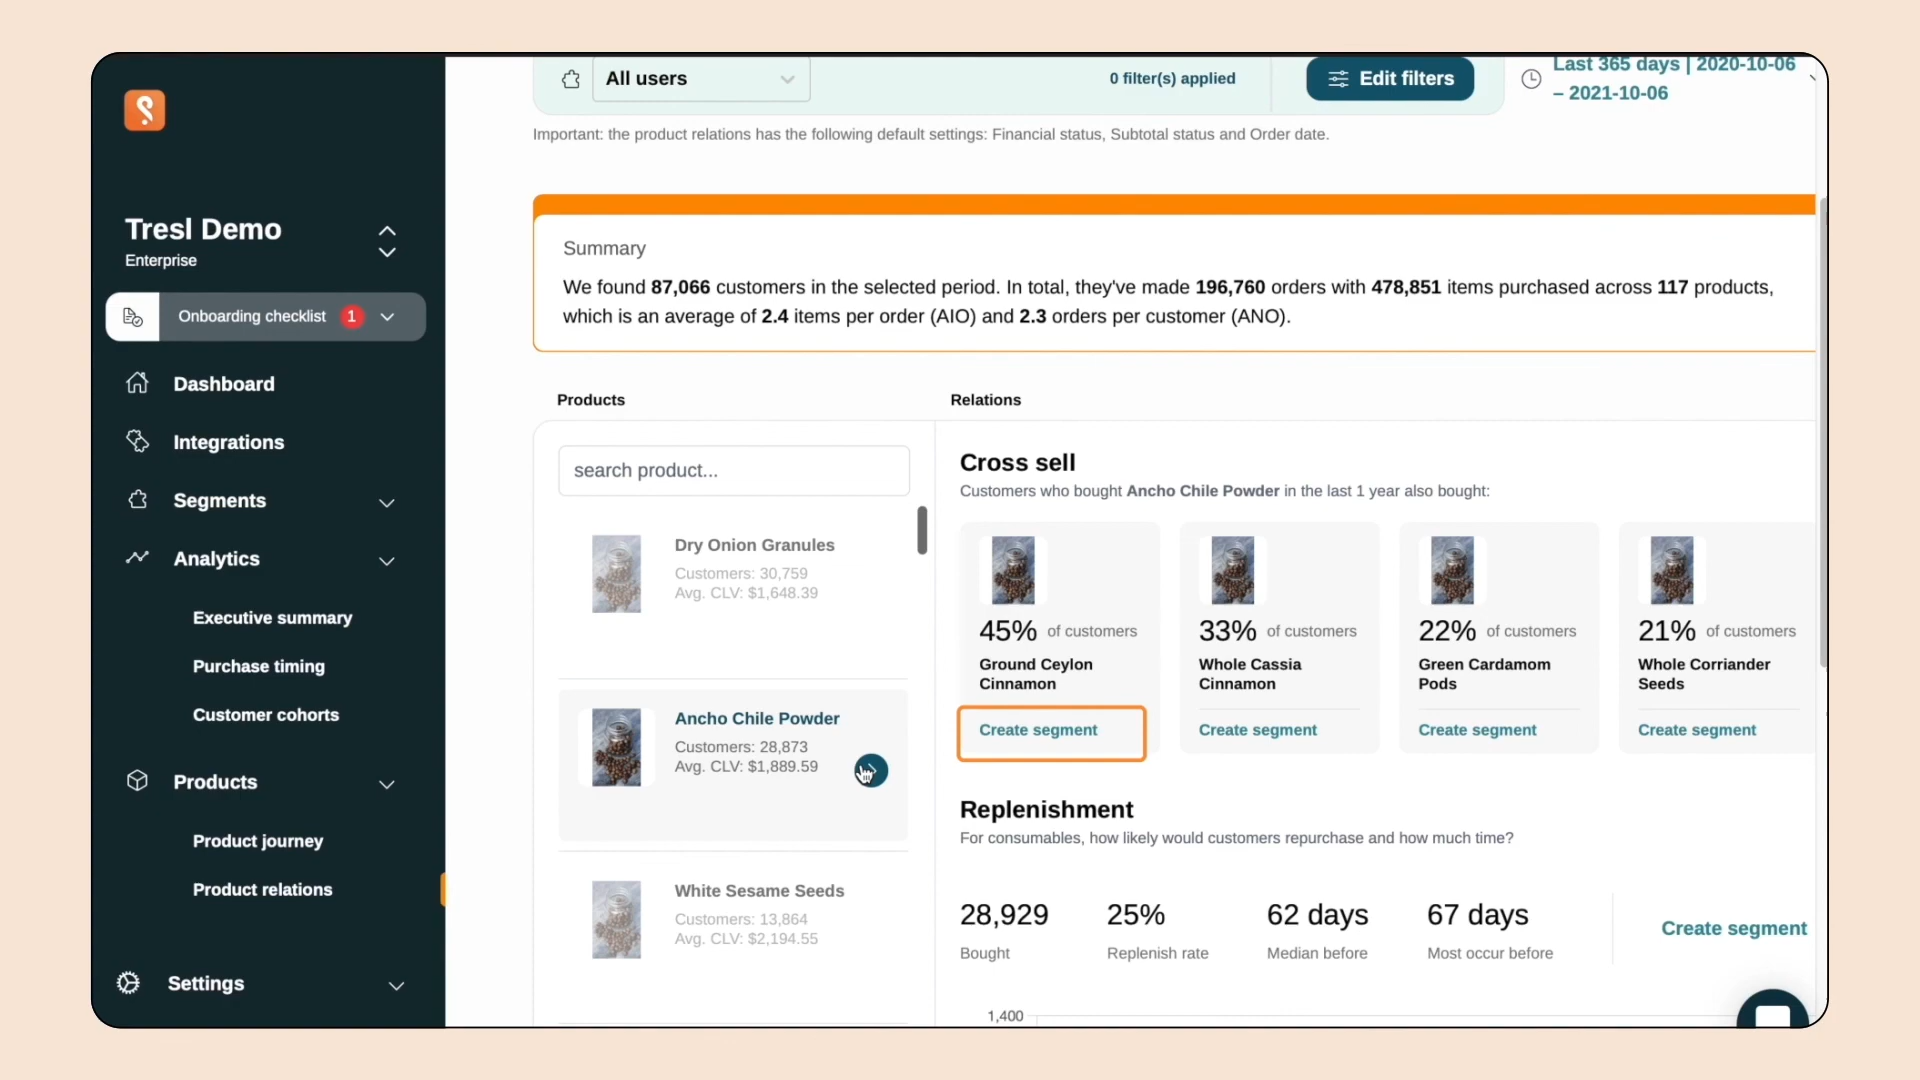 Tresl Demo
Enterprise
Onboarding checklist 1
Dashboard
Integrations
Segments
Analytics
Executive summary
Purchase timing
Customer cohorts
Products
Product journey
Product relations
Settings
All users
0 filter(s) applied
Edit filters
Last 365 days | 2020-10-06
– 2021-10-06
Important: the product relations has the following default settings: Financial status, Subtotal status and Order date.
Summary
We found 87,066 customers in the selected period. In total, they've made 196,760 orders with 478,851 items purchased across 117 products,
which is an average of 2.4 items per order (AIO) and 2.3 orders per customer (ANO).
Products
search product...
Dry Onion Granules
Customers: 30,759
Avg. CLV: $1,648.39
Ancho Chile Powder
Customers: 28,873
Avg. CLV: $1,889.59
White Sesame Seeds
Customers: 13,864
Avg. CLV: $2,194.55
Relations
Cross sell
Customers who bought Ancho Chile Powder in the last 1 year also bought:
45% of customers
Ground Ceylon
Cinnamon
Create segment
33% of customers
Whole Cassia
Cinnamon
Create segment
22% of customers
Green Cardamom
Pods
Create segment
21% of customers
Whole Corriander
Seeds
Create segment
Replenishment
For consumables, how likely would customers repurchase and how much time?
28,929
Bought
25%
Replenish rate
62 days
Median before
67 days
Most occur before
Create segment
1,400